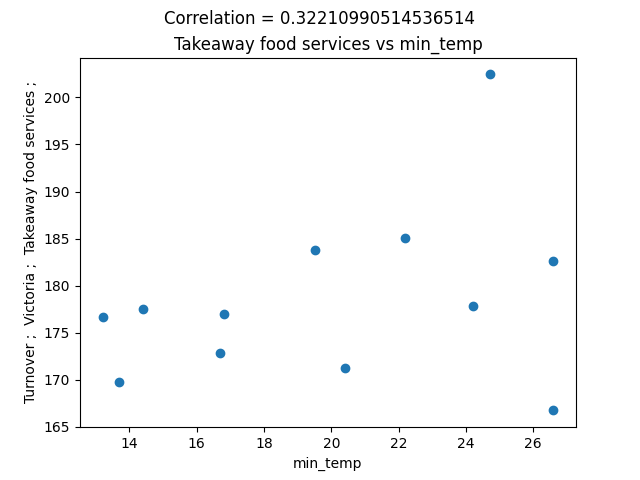 Correlation = 0.32210990514536514
Takeaway food services vs min_temp
Turnover ;  Victoria ;  Takeaway food services ;
200
195
190
185
180
175
170
165
14 16 18 20 22 24 26
min_temp